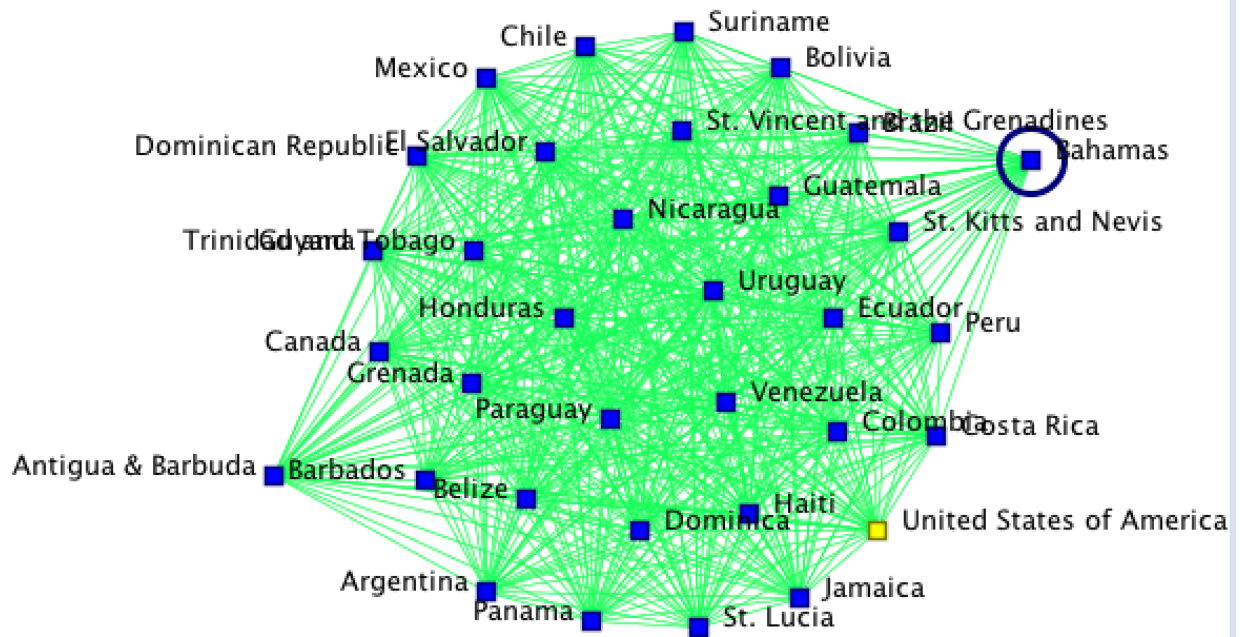 Suriname
Chile
Bolivia
Mexico
St. Vincent and the Grenadines
Brazil
El Salvador
Dominican Republic
Bahamas
Guatemala
Nicaragua
St. Kitts and Nevis
Trinidad and Tobago
Guyana
Uruguay
Honduras
Ecuador
Peru
Canada
Grenada
Venezuela
Paraguay
Colombia
Costa Rica
Antigua & Barbuda
Barbados
Belize
Haiti
Dominica
United States of America
Argentina
Jamaica
Panama
St. Lucia